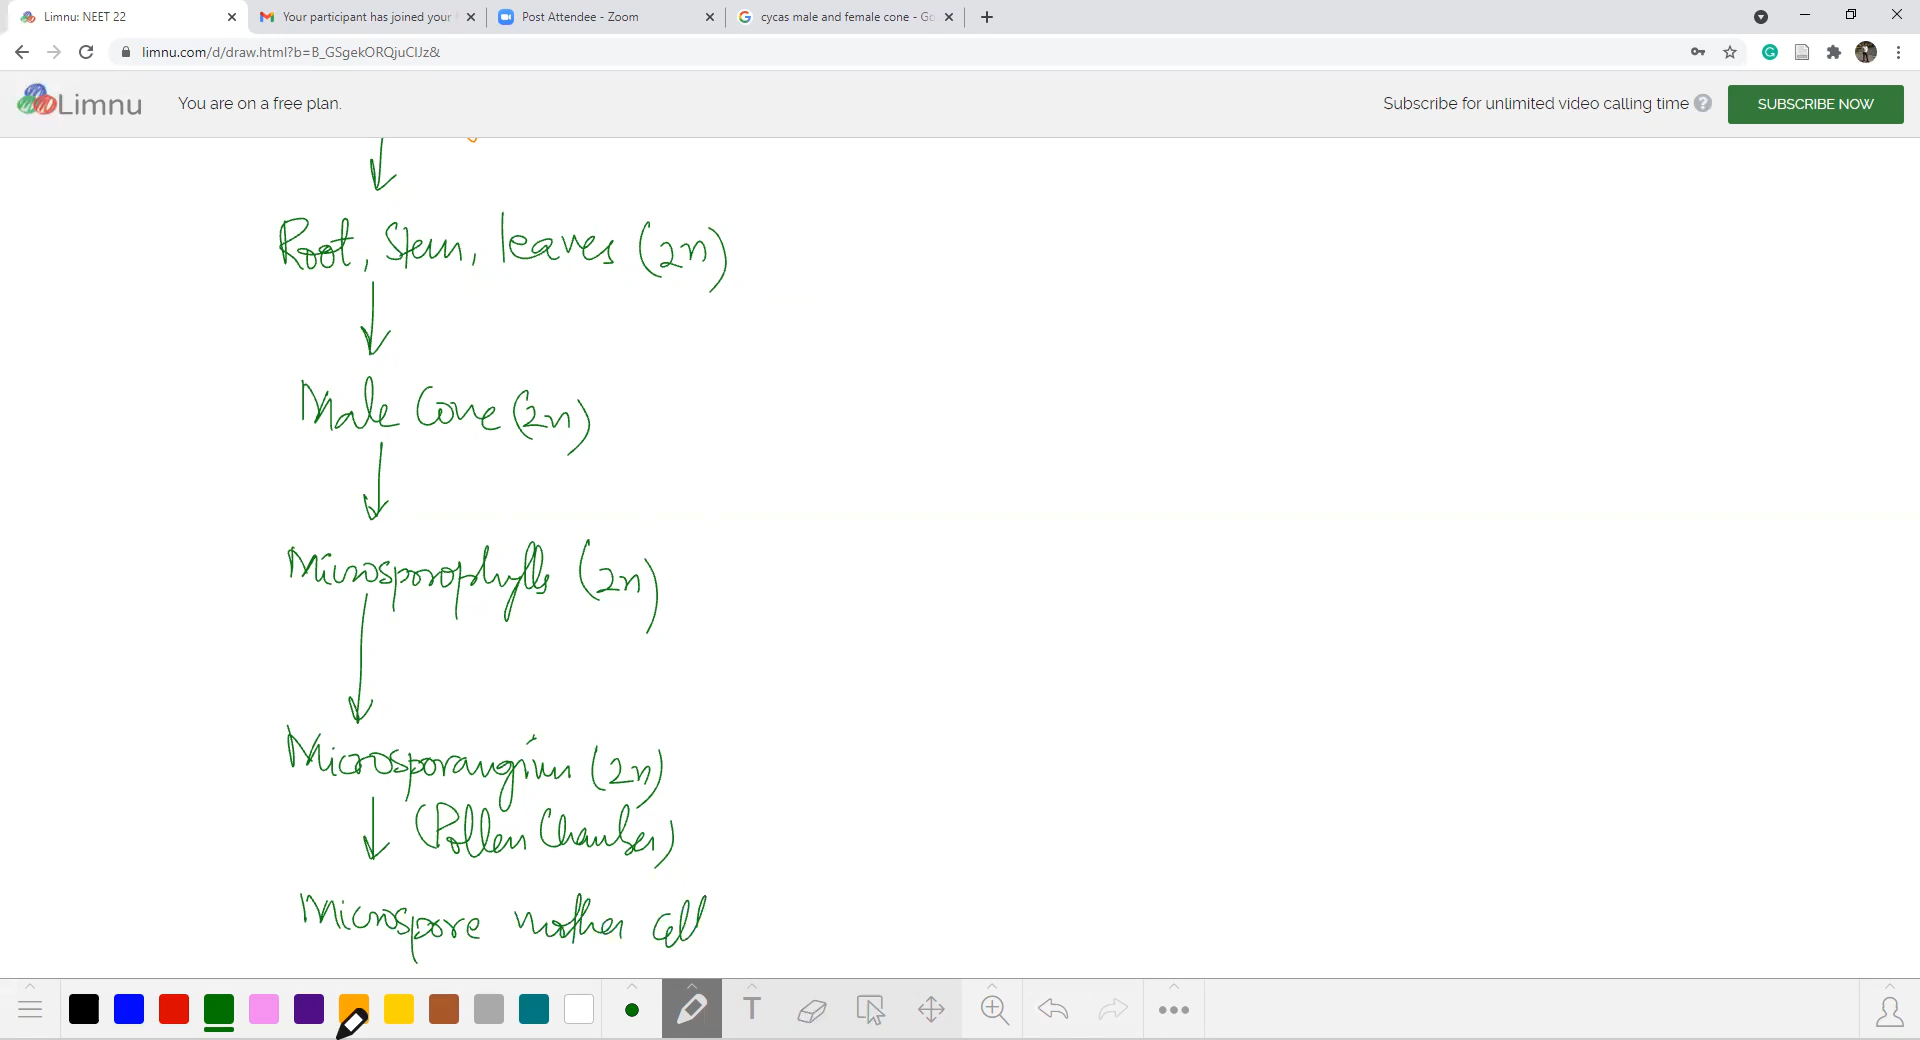 Limnu: NEET 22
Your participant has joined your
Post Attendee - Zoom
cycas male and female cone - Go
limnu.com/d/draw.html?b=B_GSgekORQjuCIJz&
Limnu
You are on a free plan.
Subscribe for unlimited video calling time ?
SUBSCRIBE NOW
Root, Stem, leaves (2n)
Male Cone (2n)
Microsporophylls (2n)
Microsporangium (2n)
(Pollen Chamber)
Microspore mother cell
T